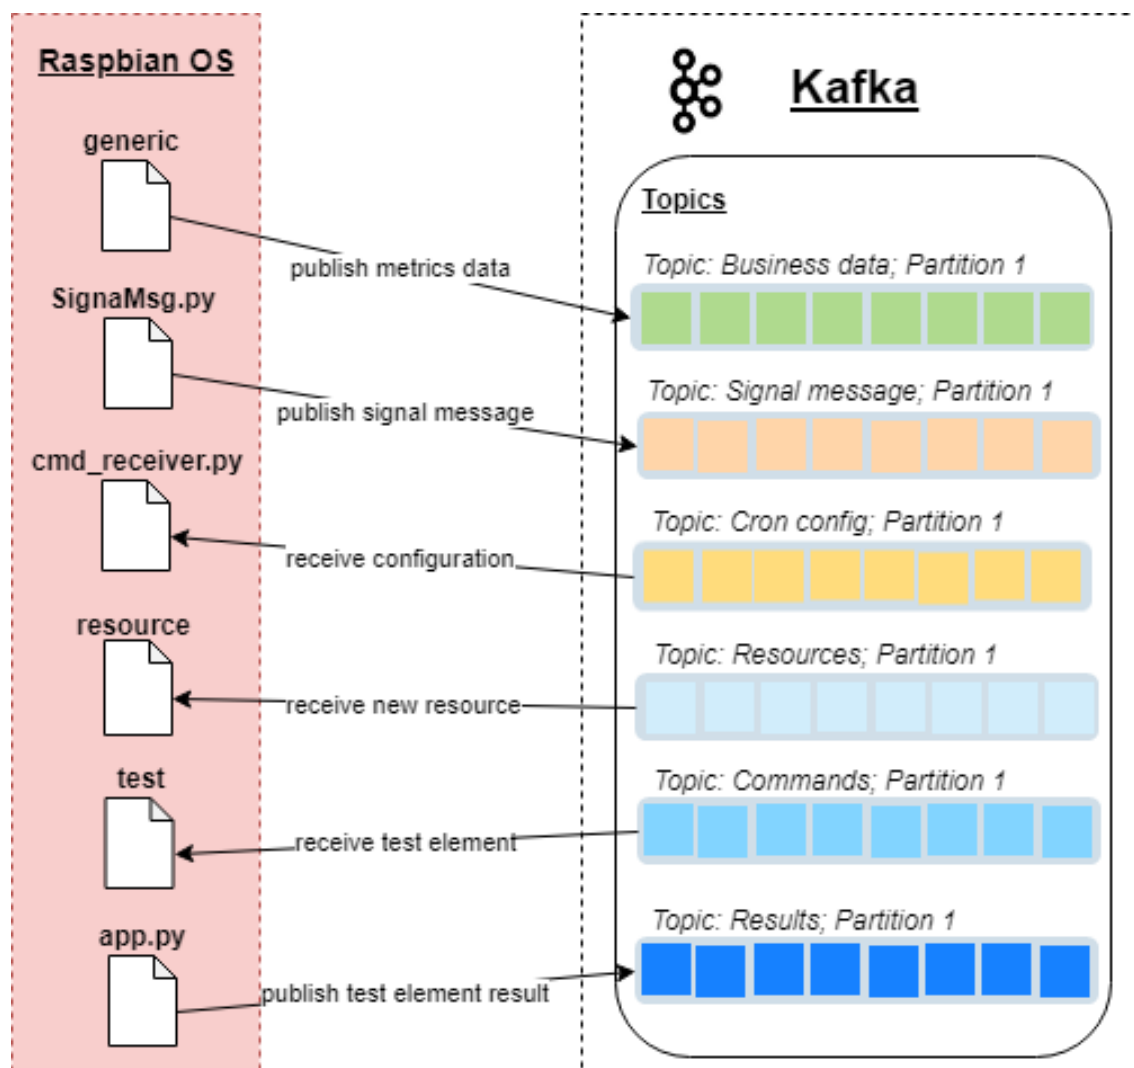 Raspbian OS
Kafka
generic
Topics
publish metrics data
Topic: Business data; Partition 1
SignaMsg.py
publish signal message
Topic: Signal message; Partition 1
cmd_receiver.py
receive configuration
Topic: Cron config; Partition 1
resource
receive new resource
Topic: Resources; Partition 1
test
receive test element
Topic: Commands; Partition 1
app.py
publish test element result
Topic: Results; Partition 1